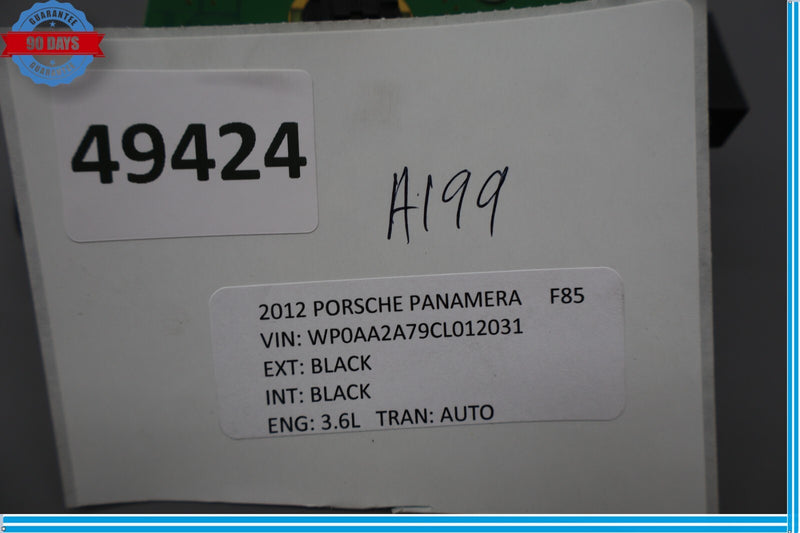 GUARANTEE
90 DAYS
GUARANTEE
49424
A199
2012 PORSCHE PANAMERA F85
VIN: WP0AA2A79CL012031
EXT: BLACK
INT: BLACK
ENG: 3.6L TRAN: AUTO